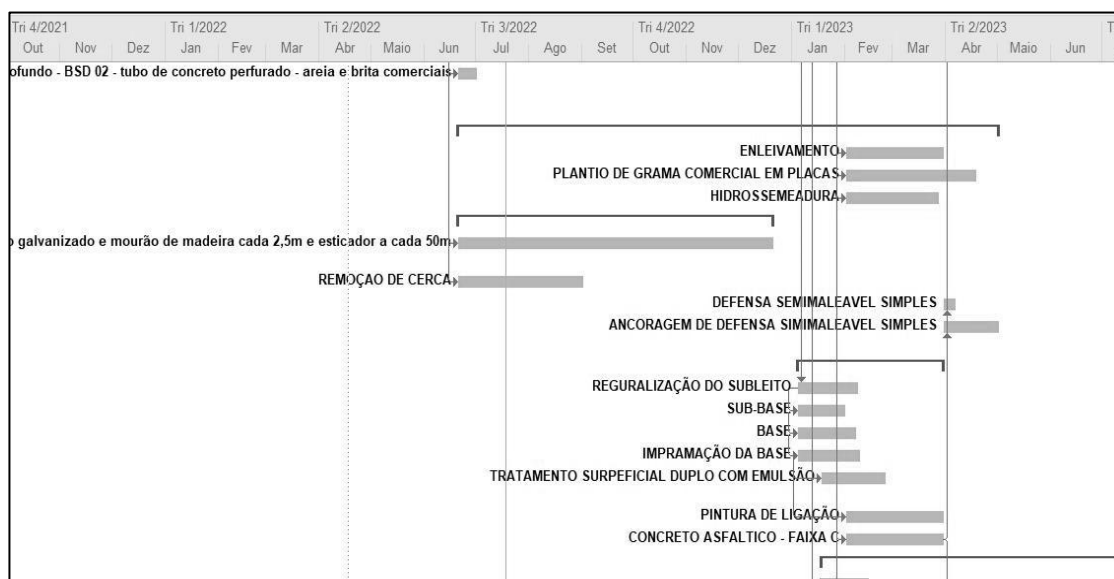 Tri 4/2021 Tri 1/2022 Tri 2/2022 Tri 3/2022 Tri 4/2022 Tri 1/2023 Tri 2/2023 T
Out Nov Dez Jan Fev Mar Abr Maio Jun Jul Ago Set Out Nov Dez Jan Fev Mar Abr Maio Jun
ofundo - BSD 02 - tubo de concreto perfurado - areia e brita comerciais
ENLEIVAMENTO
PLANTIO DE GRAMA COMERCIAL EM PLACAS
HIDROSSEMEADURA
o galvanizado e mourão de madeira cada 2,5m e esticador a cada 50m
REMOÇAO DE CERCA
DEFENSA SEMIMALEAVEL SIMPLES
ANCORAGEM DE DEFENSA SIMIMALEAVEL SIMPLES
REGURALIZAÇÃO DO SUBLEITO
SUB-BASE
BASE
IMPRAMAÇÃO DA BASE
TRATAMENTO SURPEFICIAL DUPLO COM EMULSÃO
PINTURA DE LIGAÇÃO
CONCRETO ASFALTICO - FAIXA C